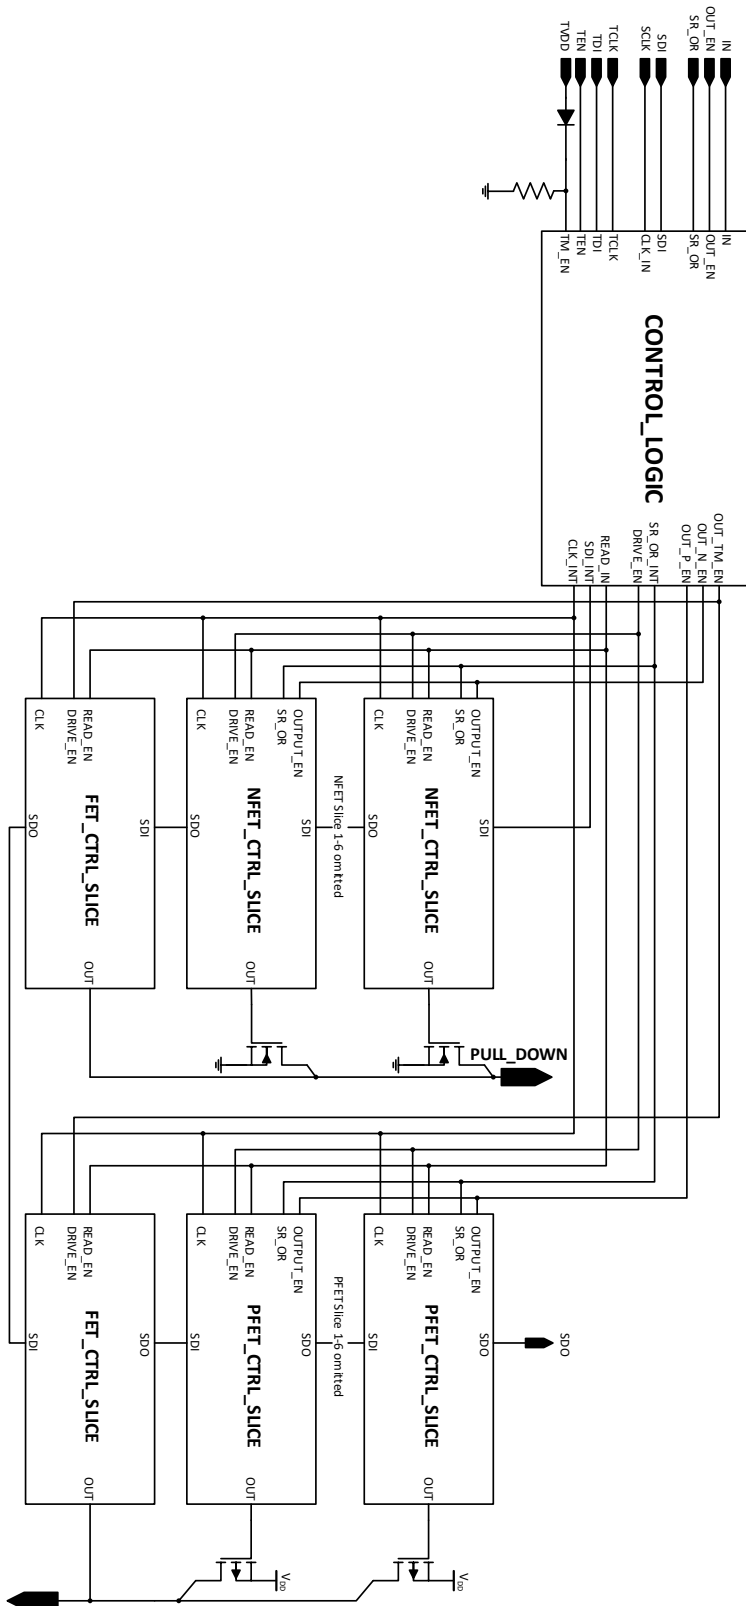 IN
OUT_EN
SR_OR
SDI
SCLK
TCLK
TDI
TEN
TVDD
IN
OUT_EN
SR_OR
SDI
CLK_IN
TCLK
TDI
TEN
TM_EN
CONTROL_LOGIC
OUT_TM_EN
OUT_N_EN
OUT_P_EN
SR_OR_INT
DRIVE_EN
READ_IN
SDI_INT
CLK_INT
OUTPUT_EN
SR_OR
READ_EN
DRIVE_EN
CLK
SDI
NFET_CTRL_SLICE
SDO
OUT
NFET Slice 1-6 omitted
OUTPUT_EN
SR_OR
READ_EN
DRIVE_EN
CLK
SDI
NFET_CTRL_SLICE
SDO
OUT
READ_EN
DRIVE_EN
CLK
SDI
FET_CTRL_SLICE
SDO
OUT
PULL_DOWN
OUTPUT_EN
SR_OR
READ_EN
DRIVE_EN
CLK
SDO
PFET_CTRL_SLICE
SDI
OUT
SDO
PFET Slice 1-6 omitted
OUTPUT_EN
SR_OR
READ_EN
DRIVE_EN
CLK
SDO
PFET_CTRL_SLICE
SDI
OUT
READ_EN
DRIVE_EN
CLK
SDO
FET_CTRL_SLICE
SDI
OUT
VDD
VDD